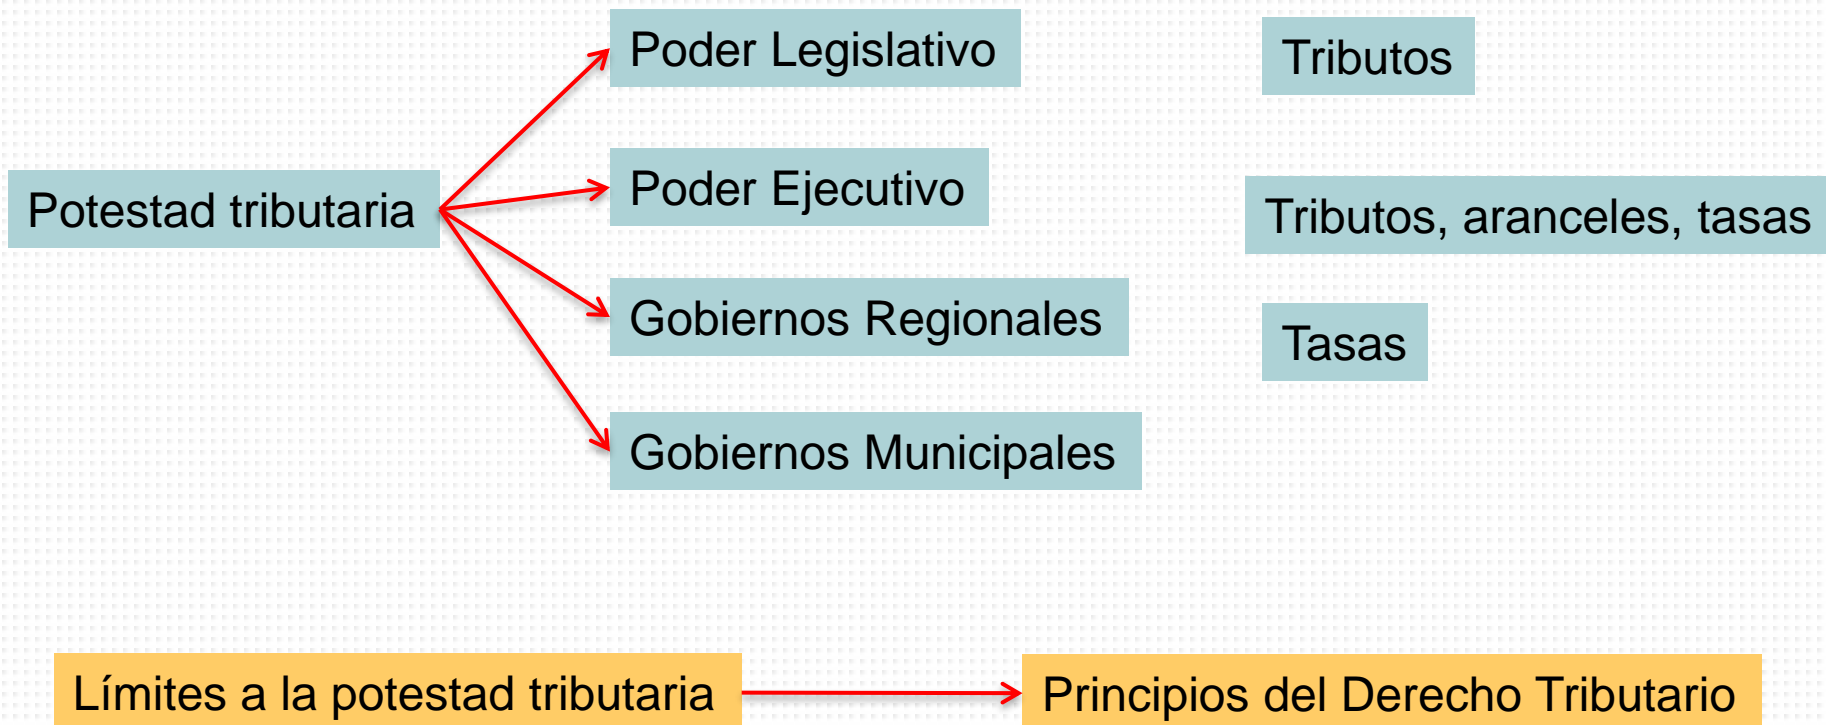 Poder Legislativo
Tributos
Poder Ejecutivo
Potestad tributaria
Tributos, aranceles, tasas
Gobiernos Regionales
Tasas
Gobiernos Municipales
Límites a la potestad tributaria
Principios del Derecho Tributario